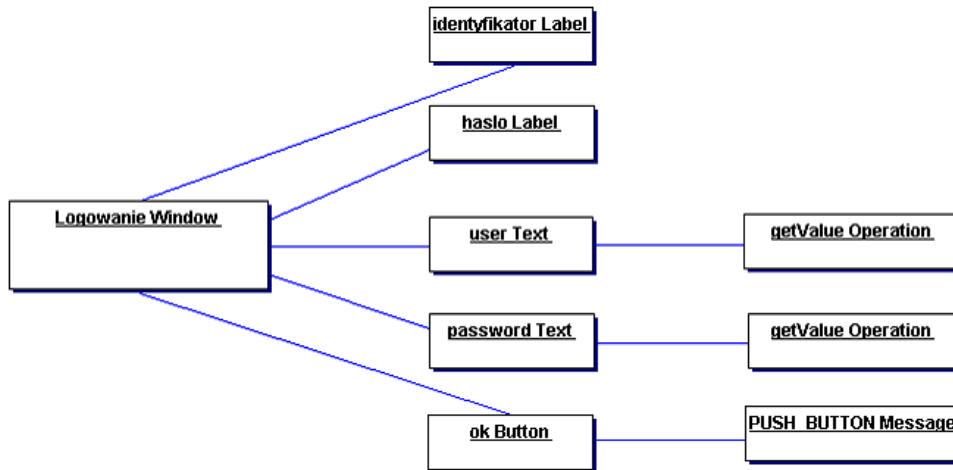 identyfikator Label
haslo Label
Logowanie Window
user Text
getValue Operation
password Text
getValue Operation
ok Button
PUSH_BUTTON Message